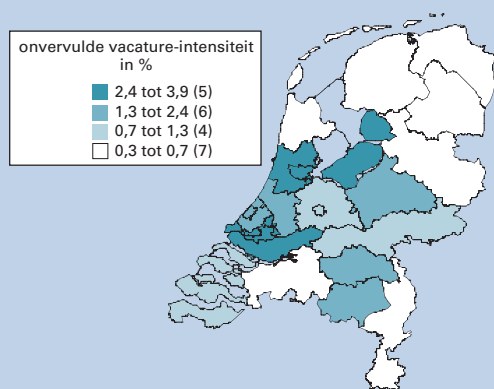 onvervulde vacature-intensiteit
in %
2,4 tot 3,9 (5)
1,3 tot 2,4 (6)
0,7 tot 1,3 (4)
0,3 tot 0,7 (7)